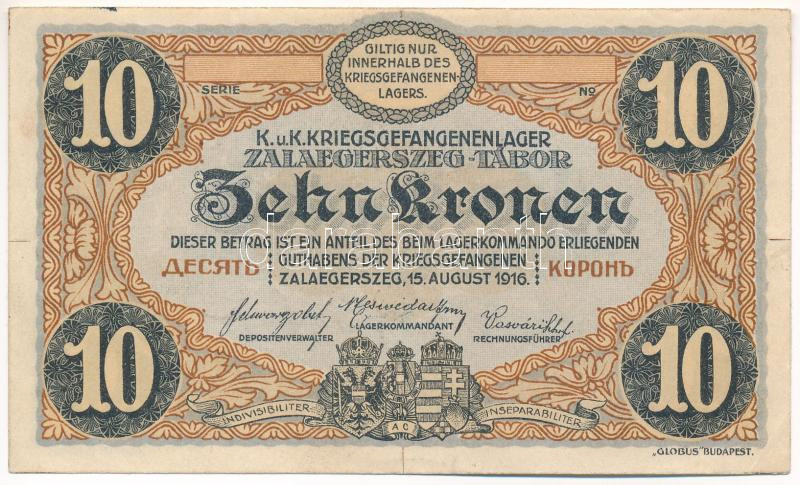 GILTIG NUR
INNERHALB DES
KRIEGSGEFANGENEN-
LAGERS.
SERIE
No
10
10
K.u.K. KRIEGSGEFANGENENLAGER
ZALAEGERSZEG-TÁBOR
Zehn Kronen
DIESER BETRAG IST EIN ANTEIL DES BEIM LAGERKOMMANDO ERLIEGENDEN
GUTHABENS DER KRIEGSGEFANGENEN
ДЕСЯТЬ
КОРОНЪ
ZALAEGERSZEG, 15. AUGUST 1916.
DEPOSITENVERWALTER
LAGERKOMMANDANT
RECHNUNGSFÜHRER
10
10
INDIVISIBILITER
AC
INSEPARABILITER
„GLOBUS" BUDAPEST.